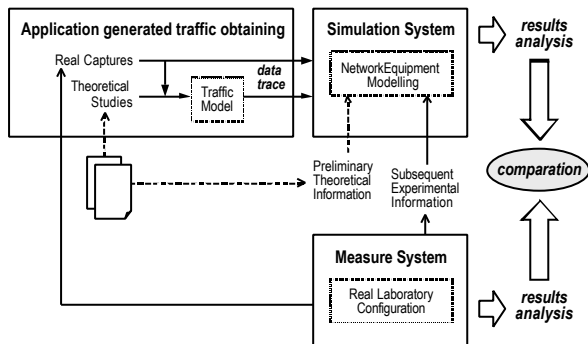 Application generated traffic obtaining
Real Captures
Theoretical
Studies
Traffic
Model
data
trace
Simulation System
NetworkEquipment
Modelling
results
analysis
comparation
Preliminary
Theoretical
Information
Subsequent
Experimental
Information
Measure System
Real Laboratory
Configuration
results
analysis